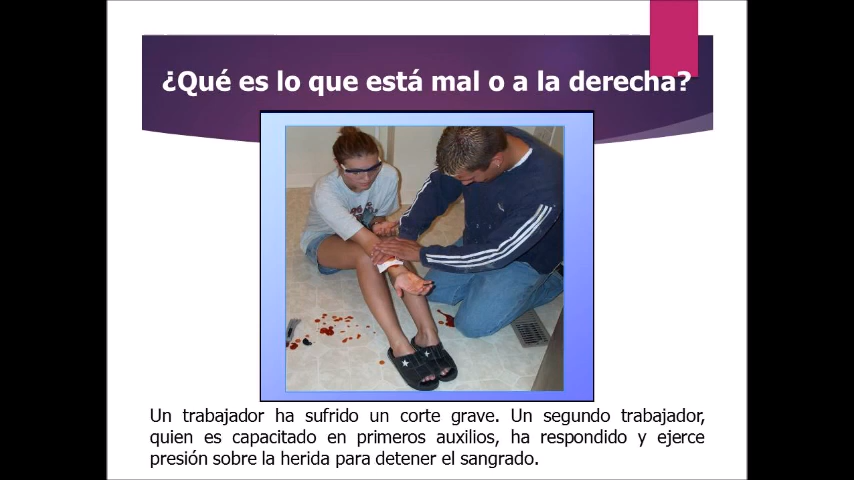 ¿Qué es lo que está mal o a la derecha?
Un trabajador ha sufrido un corte grave. Un segundo trabajador,
quien es capacitado en primeros auxilios, ha respondido y ejerce
presión sobre la herida para detener el sangrado.